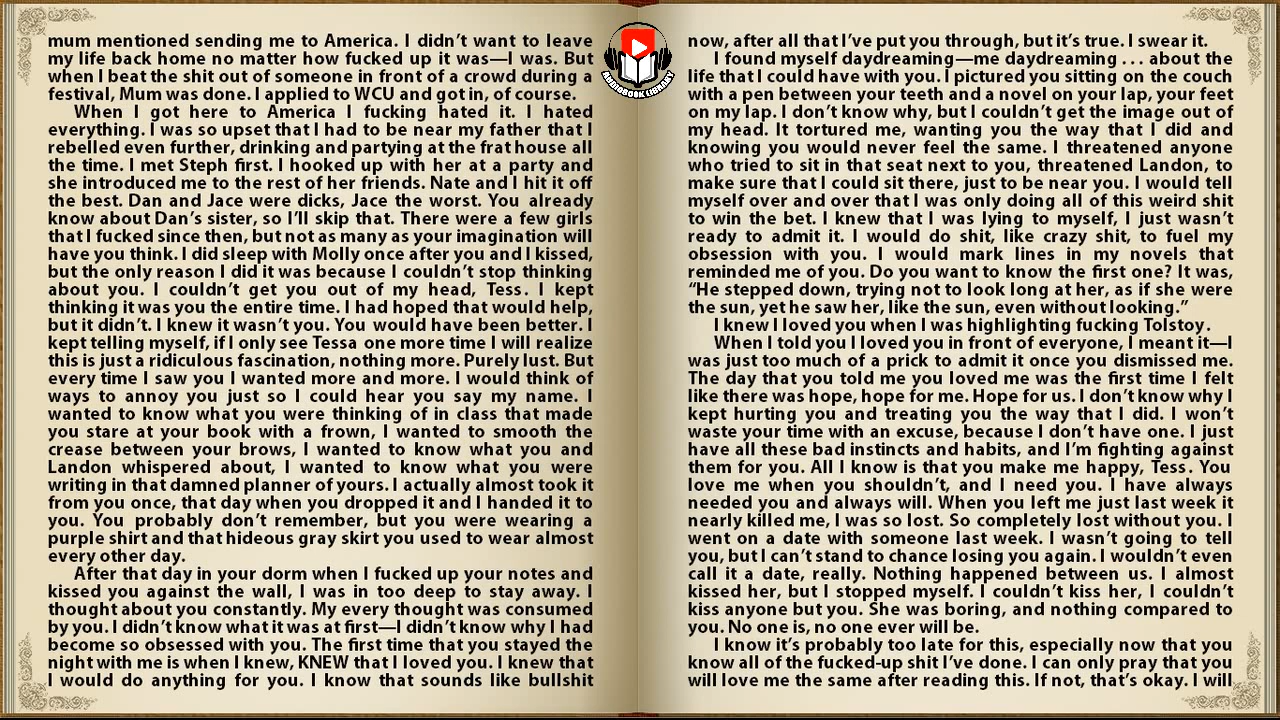 mum mentioned sending me to America. I didn't want to leave
my life back home no matter how fucked up it was—I was. But
when I beat the shit out of someone in front of a crowd during a
festival, Mum was done. I applied to WCU and got in, of course.
When I got here to America I fucking hated it. I hated
everything. I was so upset that I had to be near my father that I
rebelled even further, drinking and partying at the frat house all
the time. I met Steph first. I hooked up with her at a party and
she introduced me to the rest of her friends. Nate and I hit it off
the best. Dan and Jace were dicks, Jace the worst. You already
know about Dan's sister, so I'll skip that. There were a few girls
that I fucked since then, but not as many as your imagination will
have you think. I did sleep with Molly once after you and I kissed,
but the only reason I did it was because I couldn't stop thinking
about you. I couldn't get you out of my head, Tess. I kept
thinking it was you the entire time. I had hoped that would help,
but it didn't. I knew it wasn't you. You would have been better. I
kept telling myself, if I only see Tessa one more time I will realize
this is just a ridiculous fascination, nothing more. Purely lust. But
every time I saw you I wanted more and more. I would think of
ways to annoy you just so I could hear you say my name. I
wanted to know what you were thinking of in class that made
you stare at your book with a frown, I wanted to smooth the
crease between your brows, I wanted to know what you and
Landon whispered about, I wanted to know what you were
writing in that damned planner of yours. I actually almost took it
from you once, that day when you dropped it and I handed it to
you. You probably don't remember, but you were wearing a
purple shirt and that hideous gray skirt you used to wear almost
every other day.
After that day in your dorm when I fucked up your notes and
kissed you against the wall, I was in too deep to stay away. I
thought about you constantly. My every thought was consumed
by you. I didn't know what it was at first—I didn't know why I had
become so obsessed with you. The first time that you stayed the
night with me is when I knew, KNEW that I loved you. I knew that
I would do anything for you. I know that sounds like bullshit
AUDIOBOOK LIBRARY
now, after all that I've put you through, but it's true. I swear it.
I found myself daydreaming—me daydreaming . . . about the
life that I could have with you. I pictured you sitting on the couch
with a pen between your teeth and a novel on your lap, your feet
on my lap. I don't know why, but I couldn't get the image out of
my head. It tortured me, wanting you the way that I did and
knowing you would never feel the same. I threatened anyone
who tried to sit in that seat next to you, threatened Landon, to
make sure that I could sit there, just to be near you. I would tell
myself over and over that I was only doing all of this weird shit
to win the bet. I knew that I was lying to myself, I just wasn't
ready to admit it. I would do shit, like crazy shit, to fuel my
obsession with you. I would mark lines in my novels that
reminded me of you. Do you want to know the first one? It was,
“He stepped down, trying not to look long at her, as if she were
the sun, yet he saw her, like the sun, even without looking.”
I knew I loved you when I was highlighting fucking Tolstoy.
When I told you I loved you in front of everyone, I meant it—I
was just too much of a prick to admit it once you dismissed me.
The day that you told me you loved me was the first time I felt
like there was hope, hope for me. Hope for us. I don't know why I
kept hurting you and treating you the way that I did. I won't
waste your time with an excuse, because I don't have one. I just
have all these bad instincts and habits, and I'm fighting against
them for you. All I know is that you make me happy, Tess. You
love me when you shouldn't, and I need you. I have always
needed you and always will. When you left me just last week it
nearly killed me, I was so lost. So completely lost without you. I
went on a date with someone last week. I wasn't going to tell
you, but I can't stand to chance losing you again. I wouldn't even
call it a date, really. Nothing happened between us. I almost
kissed her, but I stopped myself. I couldn't kiss her, I couldn't
kiss anyone but you. She was boring, and nothing compared to
you. No one is, no one ever will be.
I know it's probably too late for this, especially now that you
know all of the fucked-up shit I've done. I can only pray that you
will love me the same after reading this. If not, that's okay. I will